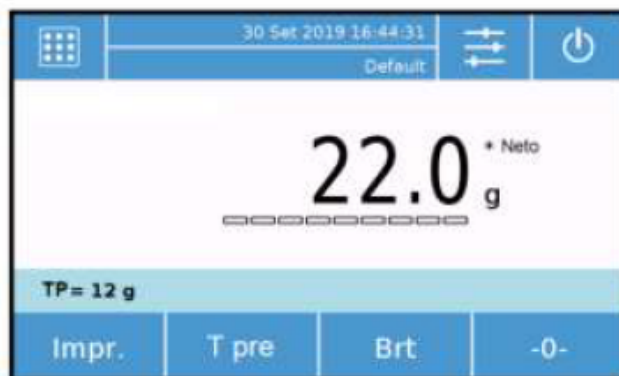 30 Set 2019 16:44:31
Default
22.0 * Neto
g
TP= 12 g
Impr. T pre Brt -0-